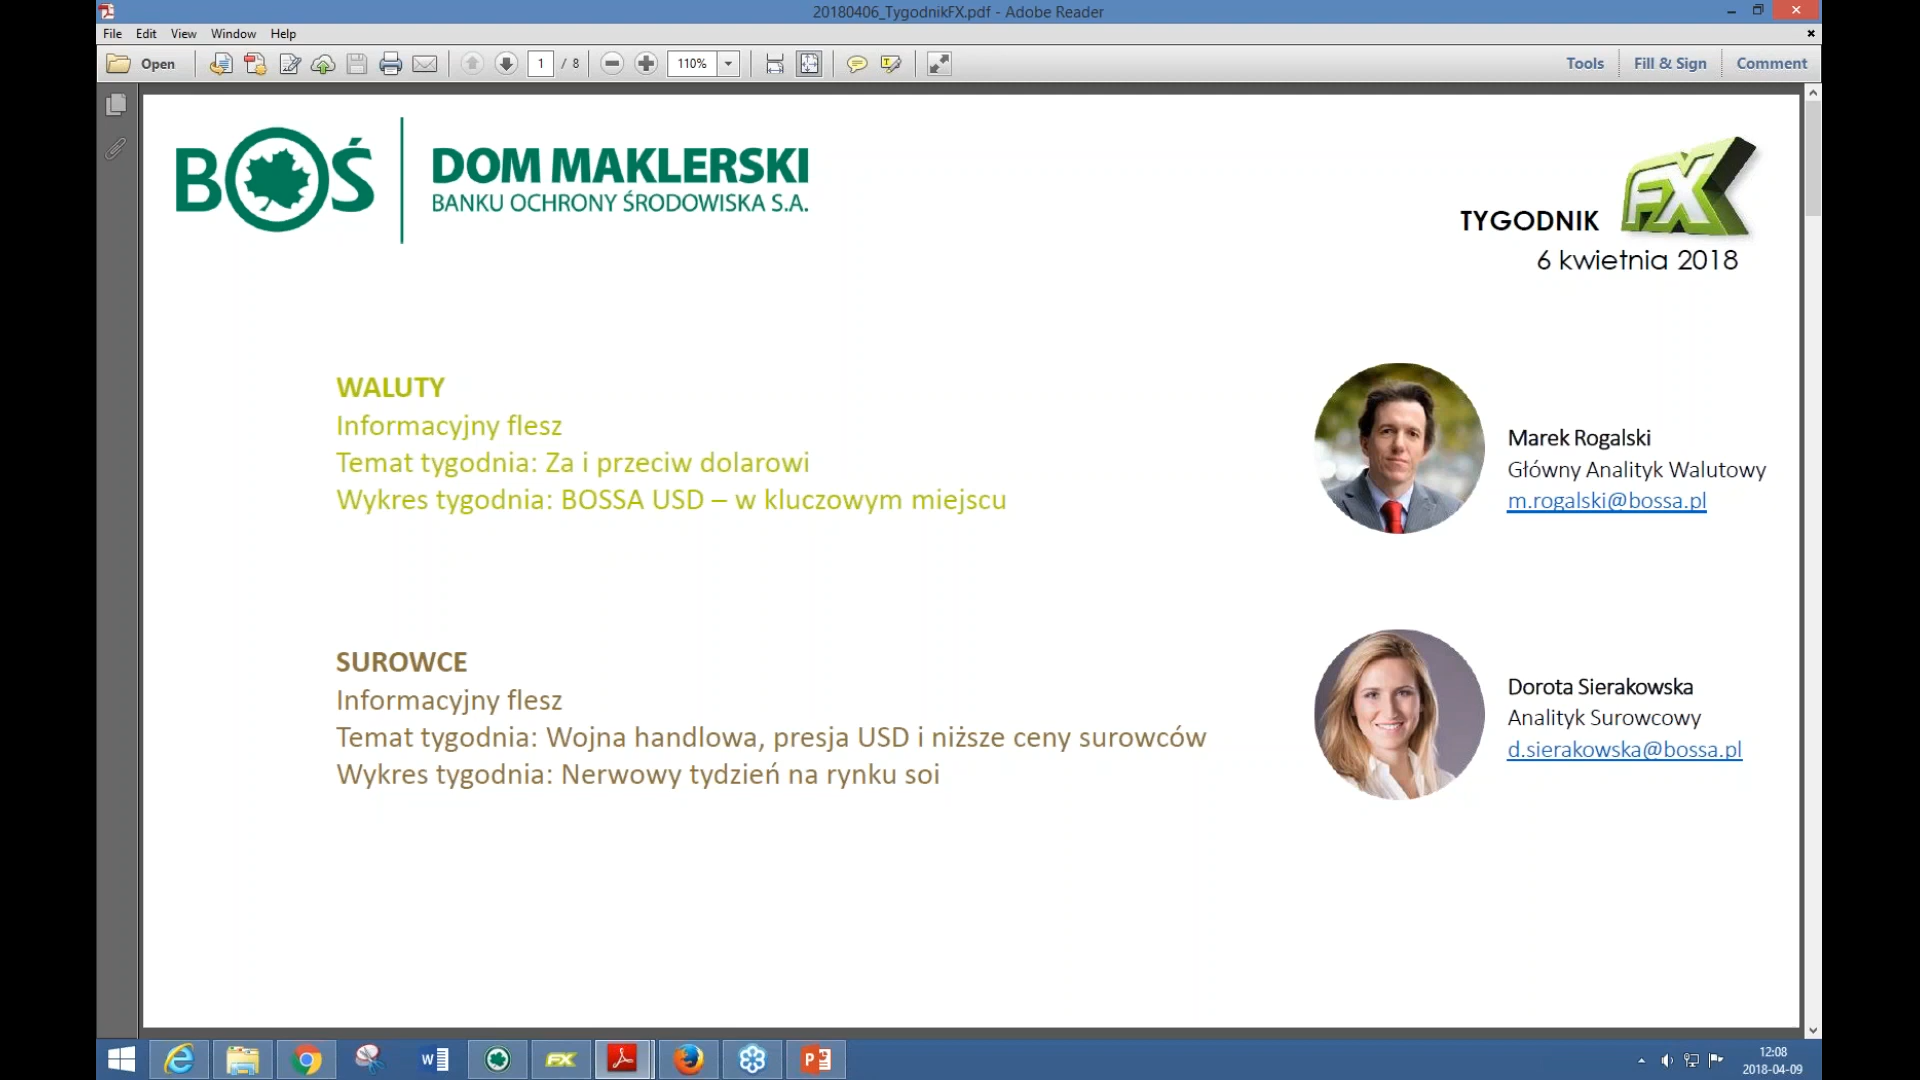 20180406_TygodnikFX.pdf - Adobe Reader
File Edit View Window Help
Open 1 / 8 110% Tools Fill & Sign Comment
BOŚ
DOM MAKLERSKI
BANKU OCHRONY ŚRODOWISKA S.A.
TYGODNIK FX
6 kwietnia 2018
WALUTY
Informacyjny flesz
Temat tygodnia: Za i przeciw dolarowi
Wykres tygodnia: BOSSA USD – w kluczowym miejscu
Marek Rogalski
Główny Analityk Walutowy
m.rogalski@bossa.pl
SUROWCE
Informacyjny flesz
Temat tygodnia: Wojna handlowa, presja USD i niższe ceny surowców
Wykres tygodnia: Nerwowy tydzień na rynku soi
Dorota Sierakowska
Analityk Surowcowy
d.sierakowska@bossa.pl
FX
12:08
2018-04-09